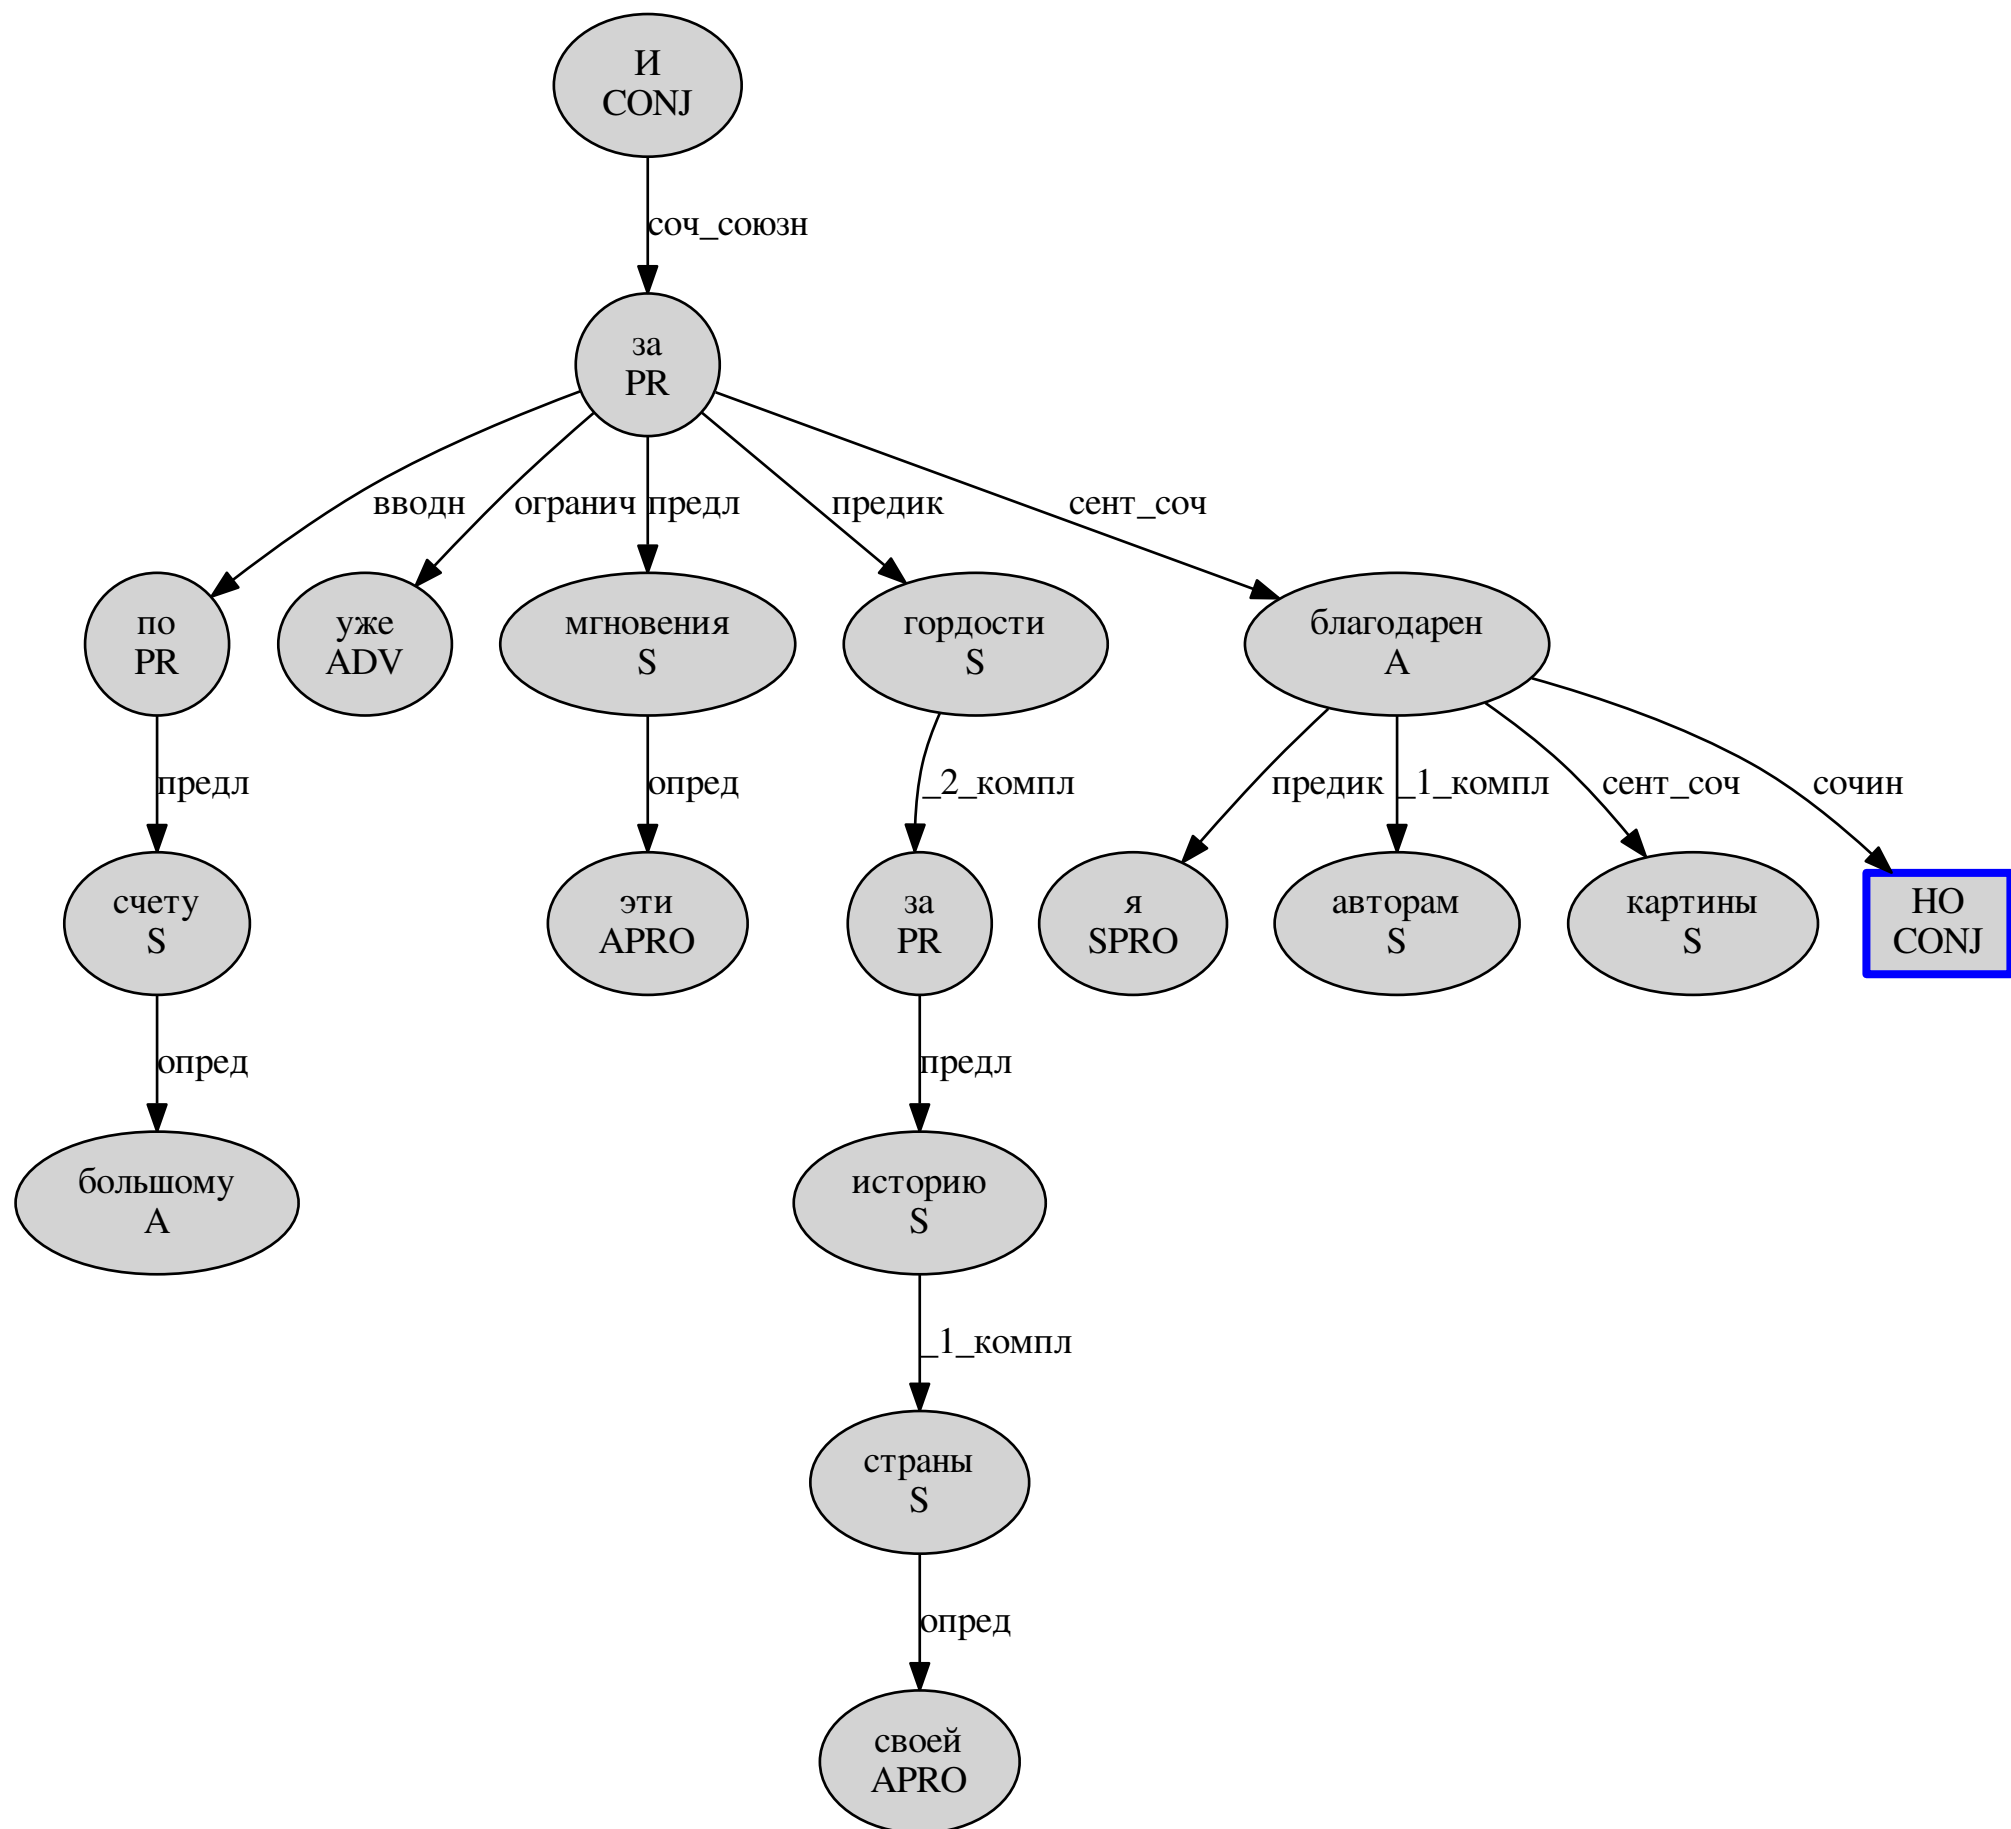 И
CONJ
соч_союзн
за
PR
вводн
огранич
предл
предик
сент_соч
по
PR
уже
ADV
мгновения
S
гордости
S
благодарен
A
предл
опред
_2_компл
предик
_1_компл
сент_соч
сочин
счету
S
эти
APRO
за
PR
я
SPRO
авторам
S
картины
S
НО
CONJ
опред
предл
большому
A
историю
S
_1_компл
страны
S
опред
своей
APRO